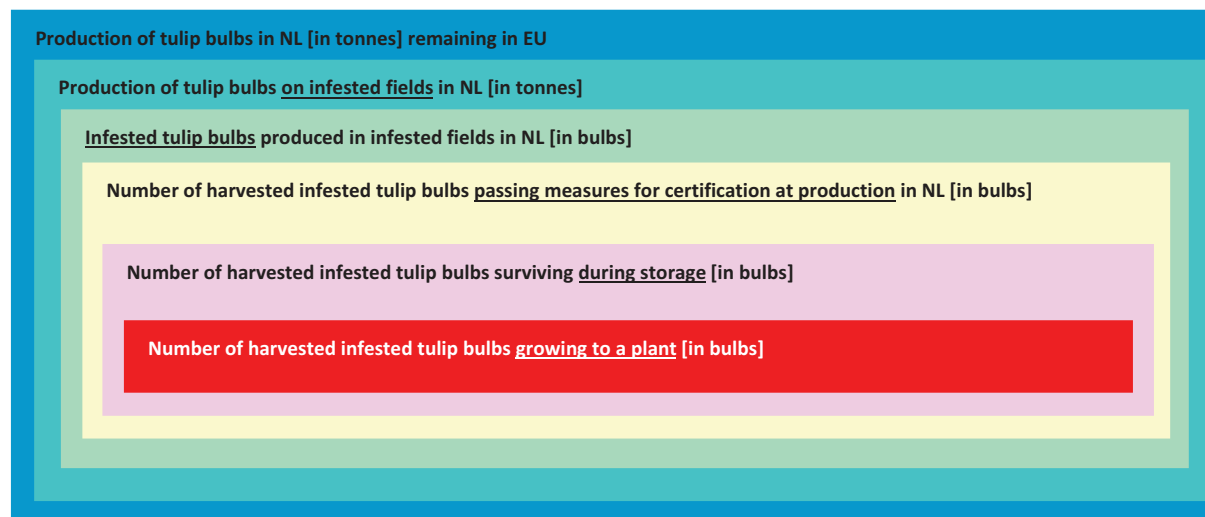 Production of tulip bulbs in NL [in tonnes] remaining in EU
Production of tulip bulbs on infested fields in NL [in tonnes]
Infested tulip bulbs produced in infested fields in NL [in bulbs]
Number of harvested infested tulip bulbs passing measures for certification at production in NL [in bulbs]
Number of harvested infested tulip bulbs surviving during storage [in bulbs]
Number of harvested infested tulip bulbs growing to a plant [in bulbs]